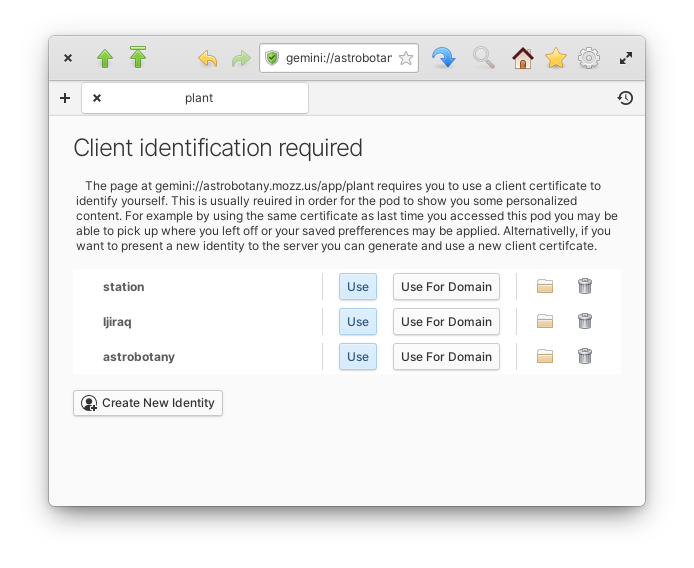 gemini://astrobotan
plant
Client identification required
The page at gemini://astrobotany.mozz.us/app/plant requires you to use a client certificate to
identify yourself. This is usually reuired in order for the pod to show you some personalized
content. For example by using the same certificate as last time you accessed this pod you may be
able to pick up where you left off or your saved prefferences may be applied. Alternativelly, if you
want to present a new identity to the server you can generate and use a new client certifcate.
station Use Use For Domain
ljiraq Use Use For Domain
astrobotany Use Use For Domain
Create New Identity